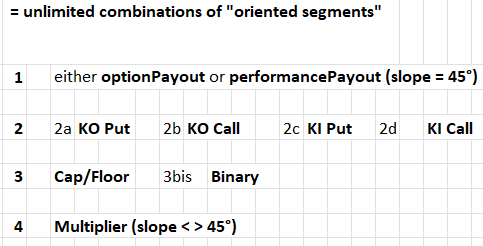 = unlimited combinations of "oriented segments"
1 either optionPayout or performancePayout (slope = 45°)
2 2a KO Put 2b KO Call 2c KI Put 2d KI Call
3 Cap/Floor 3bis Binary
4 Multiplier (slope < > 45°)